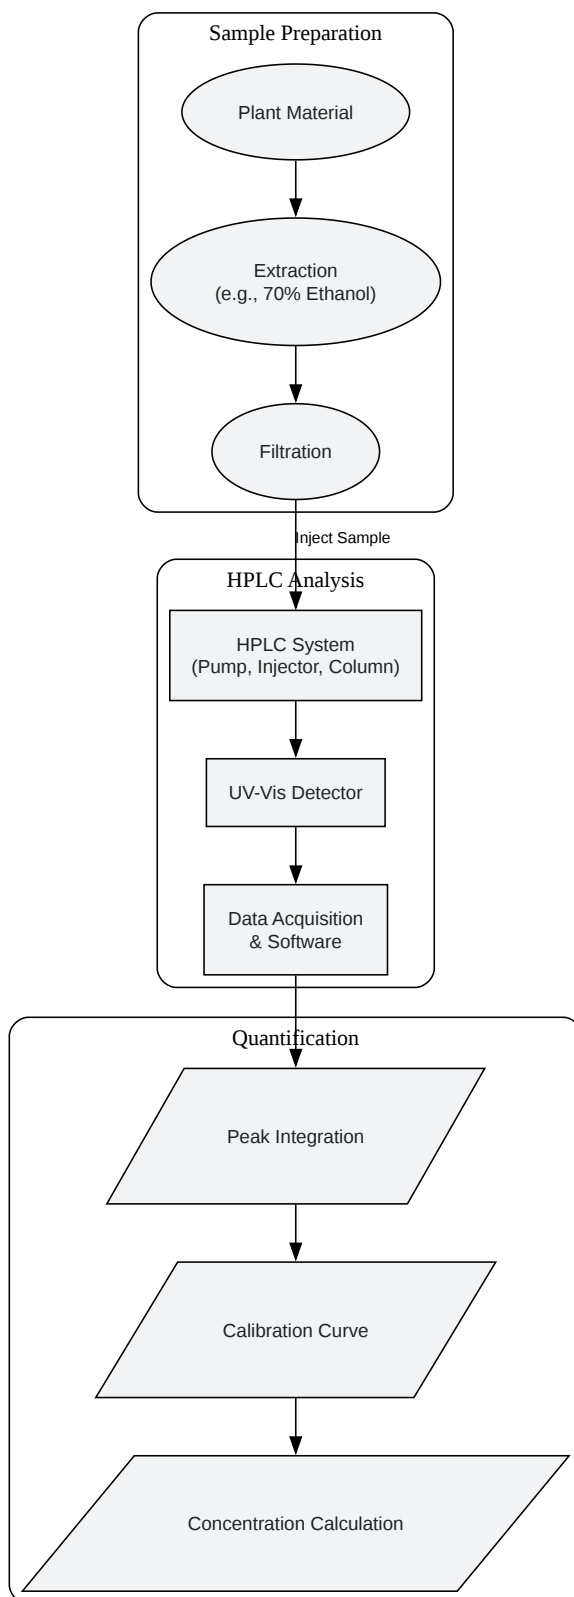 Sample Preparation
Plant Material
Extraction
(e.g., 70% Ethanol)
Filtration
Inject Sample
HPLC Analysis
HPLC System
(Pump, Injector, Column)
UV-Vis Detector
Data Acquisition
& Software
Quantification
Peak Integration
Calibration Curve
Concentration Calculation